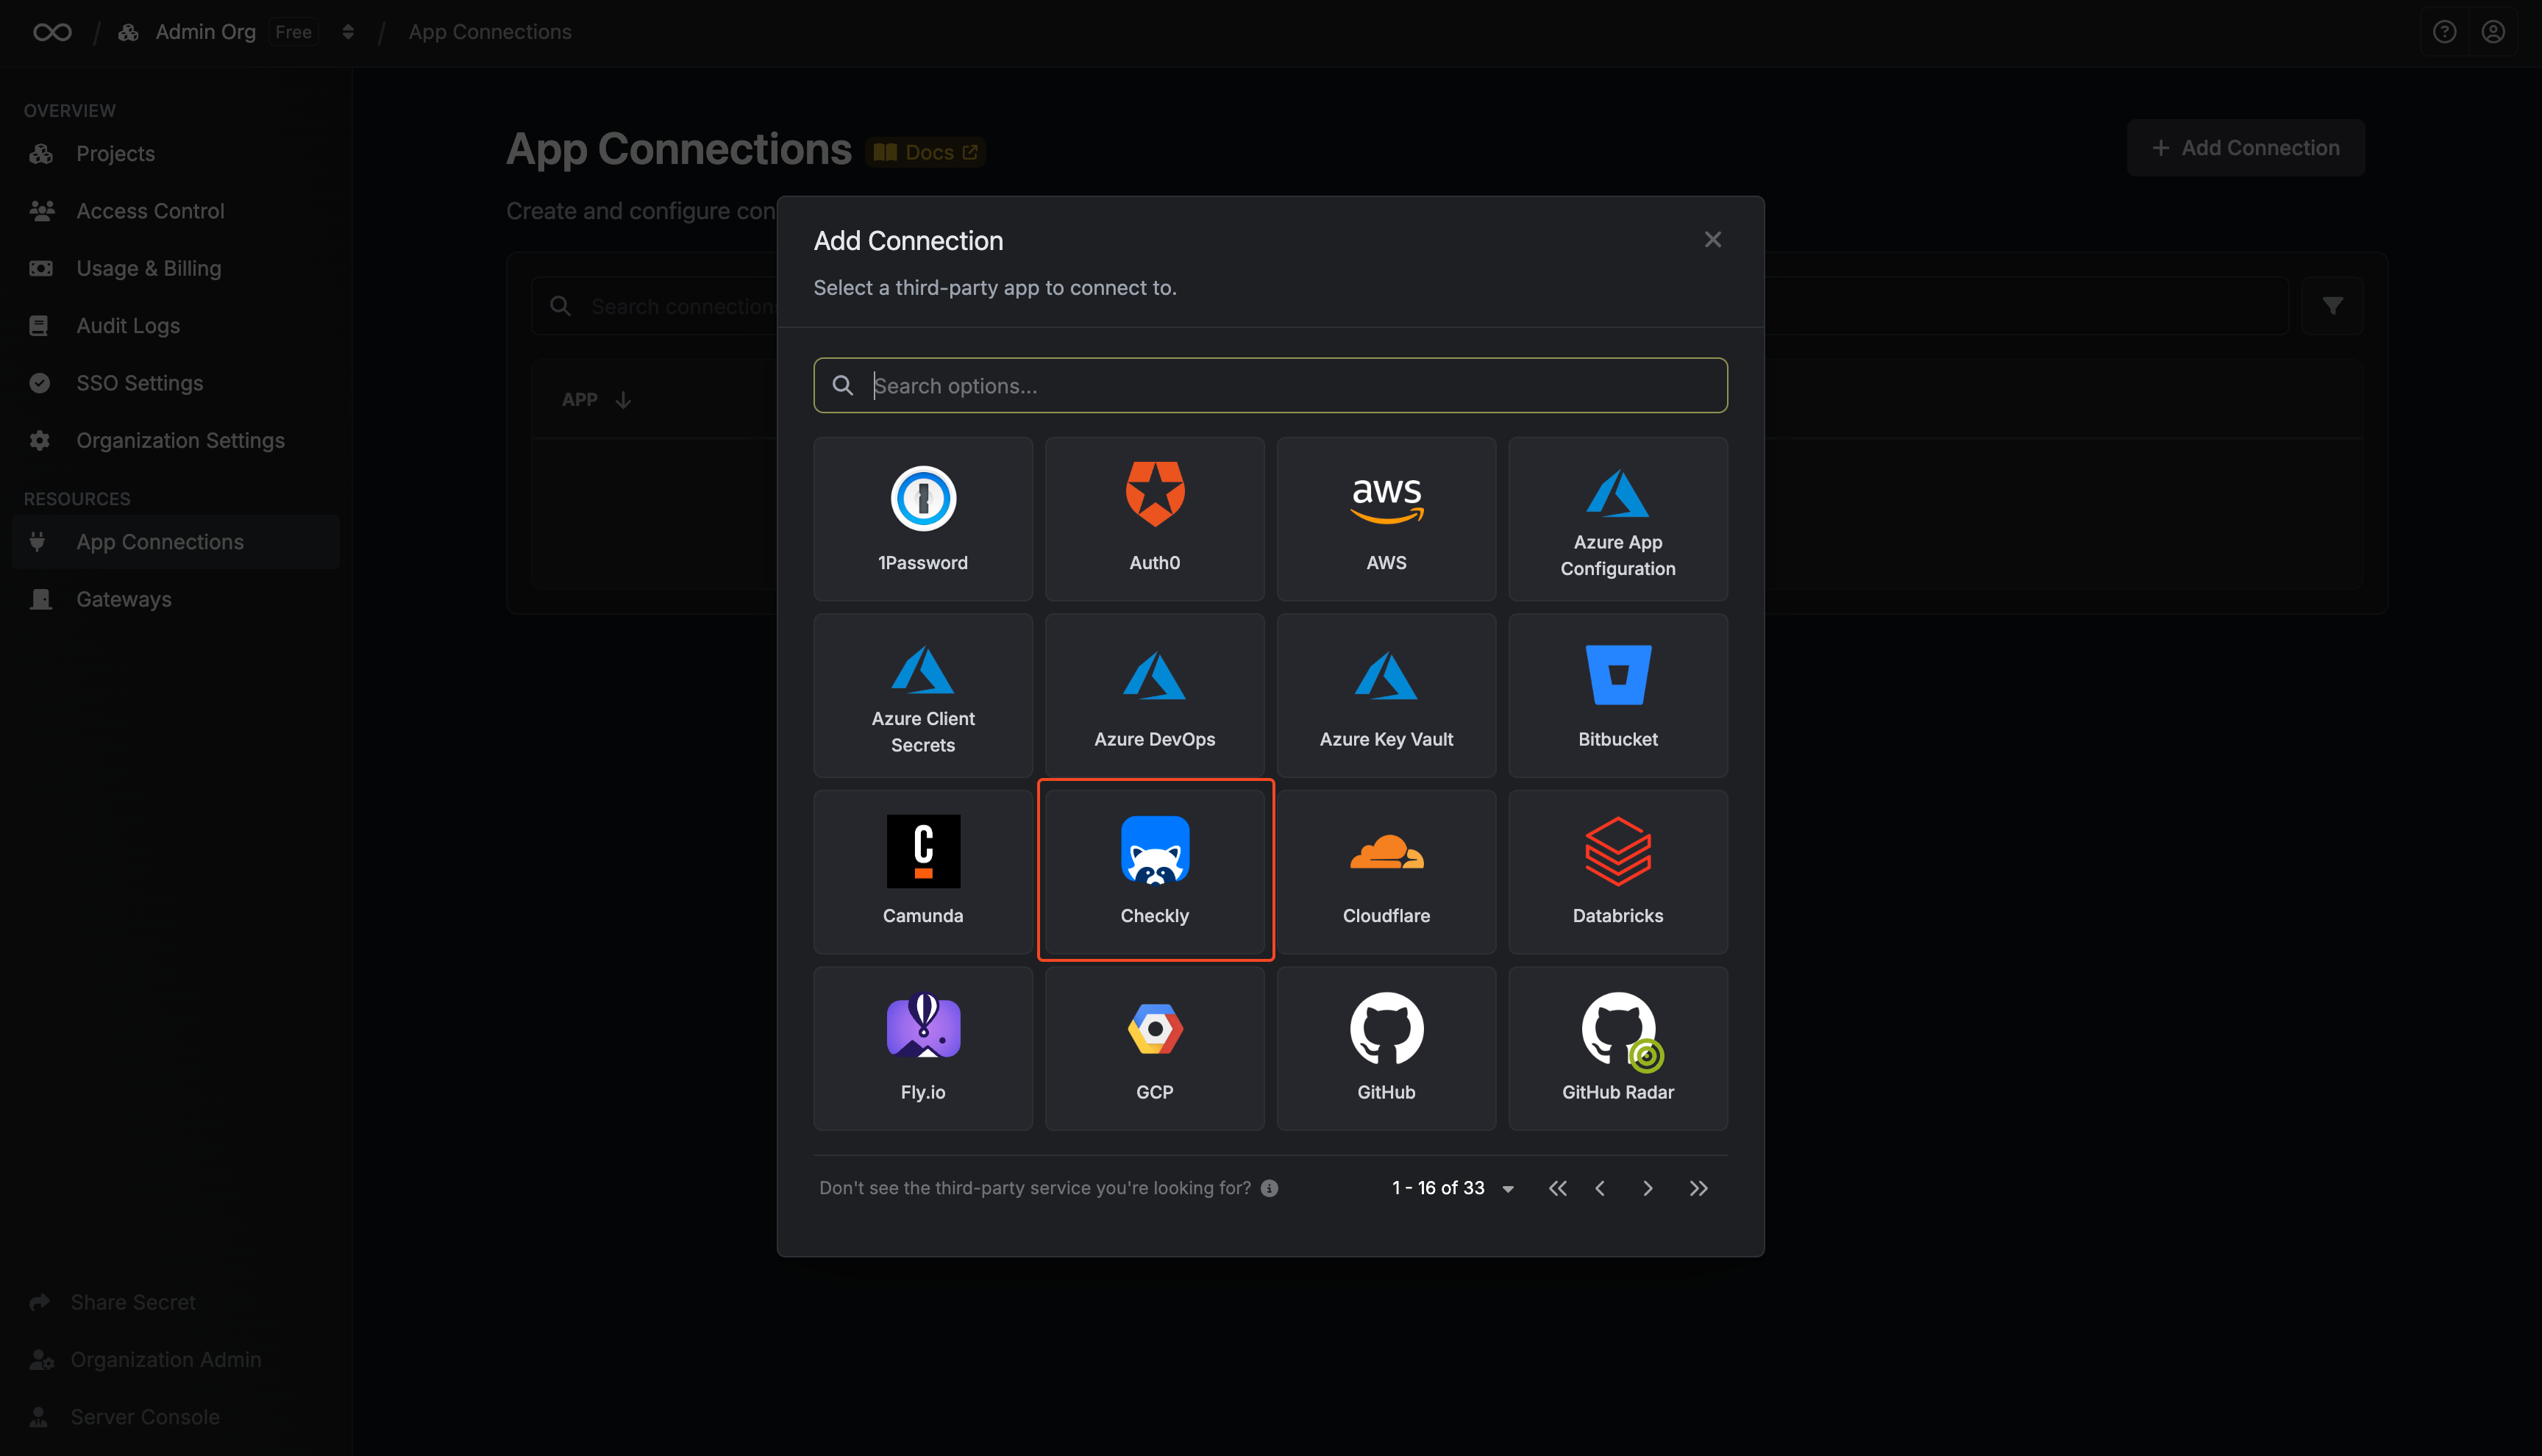 Admin Org Free / App Connections
OVERVIEW
Projects
Access Control
Usage & Billing
Audit Logs
SSO Settings
Organization Settings
RESOURCES
App Connections
Gateways
Share Secret
Organization Admin
Server Console
App Connections Docs
+ Add Connection
Create and configure con
Search connection
APP
Add Connection
Select a third-party app to connect to.
Search options...
1Password
Auth0
aws
AWS
Azure App
Configuration
Azure Client
Secrets
Azure DevOps
Azure Key Vault
Bitbucket
C
Camunda
Checkly
Cloudflare
Databricks
Fly.io
GCP
GitHub
GitHub Radar
Don't see the third-party service you're looking for?
1 - 16 of 33